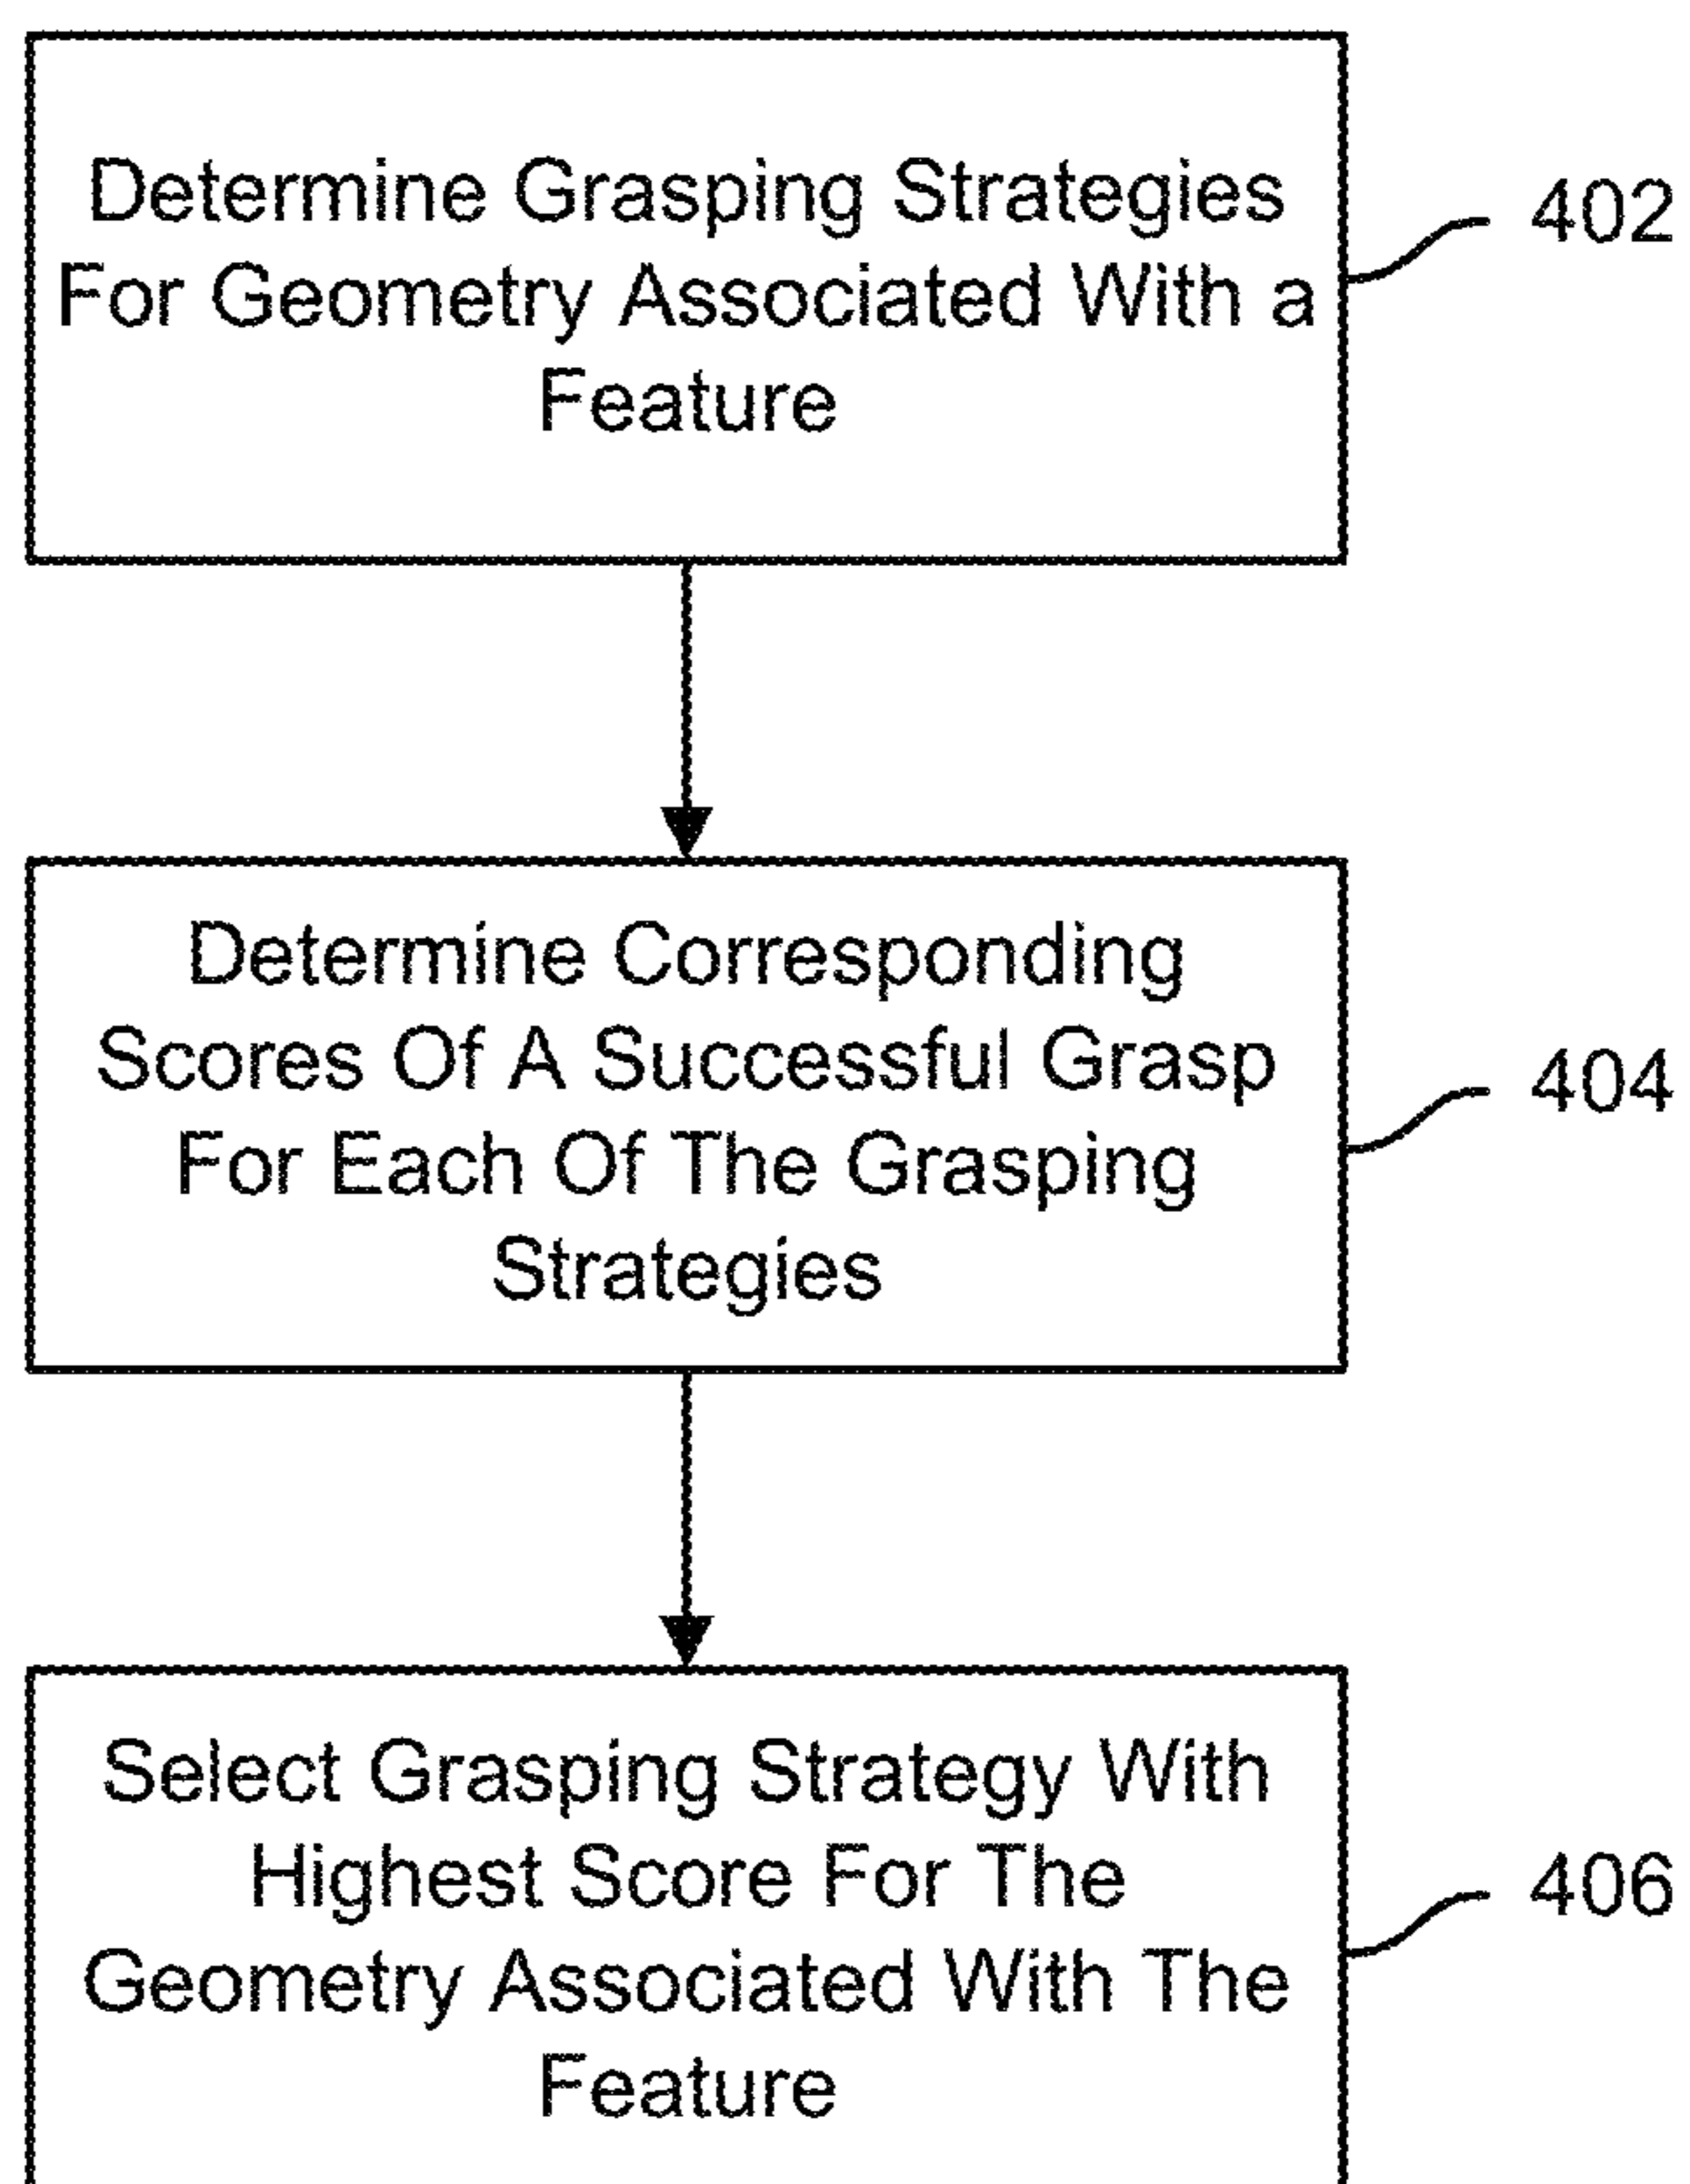 Determine Grasping Strategies
For Geometry Associated With a
Feature
402
Determine Corresponding
Scores Of A Successful Grasp
For Each Of The Grasping
Strategies
404
Select Grasping Strategy With
Highest Score For The
Geometry Associated With The
Feature
406